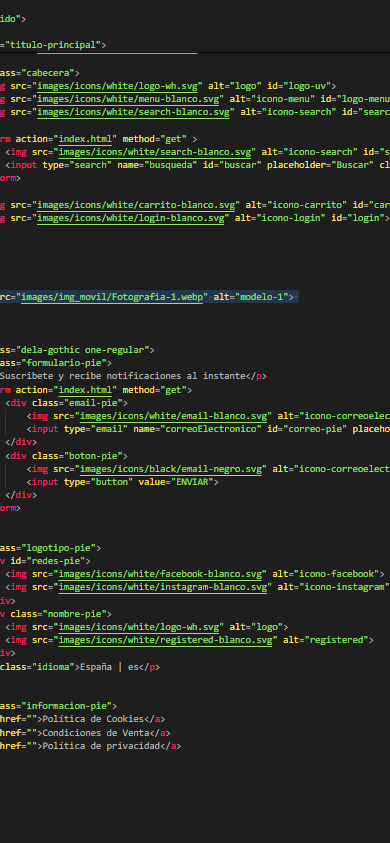 ido">
="titulo-principal">
ass="cabecera">
g src="images/icons/white/logo-wh.svg" alt="logo" id="logo-uv">
g src="images/icons/white/menu-blanco.svg" alt="icono-menu" id="logo-menu
g src="images/icons/white/search-blanco.svg" alt="icono-search" id="searc
rm action="index.html" method="get" >
<img src="images/icons/white/search-blanco.svg" alt="icono-search" id="s
<input type="search" name="busqueda" id="buscar" placeholder="Buscar" cl
orm>
g src="images/icons/white/carrito-blanco.svg" alt="icono-carrito" id="car
g src="images/icons/white/login-blanco.svg" alt="icono-login" id="login">
rc="images/img_movil/Fotografia-1.webp" alt="modelo-1">
ss="dela-gothic one-regular">
ass="formulario-pie">
Suscribete y recibe notificaciones al instante</p>
rm action="index.html" method="get">
<div class="email-pie">
<img src="images/icons/white/email-blanco.svg" alt="icono-correoelec
<input type="email" name="correoElectronico" id="correo-pie" placeho
</div>
<div class="boton-pie">
<img src="images/icons/black/email-negro.svg" alt="icono-correoelect
<input type="button" value="ENVIAR">
</div>
orm>
ass="logotipo-pie">
v id="redes-pie">
<img src="images/icons/white/facebook-blanco.svg" alt="icono-facebook">
<img src="images/icons/white/instagram-blanco.svg" alt="icono-instagram"
iv>
v class="nombre-pie">
<img src="images/icons/white/logo-wh.svg" alt="logo">
<img src="images/icons/white/registered-blanco.svg" alt="registered">
iv>
class="idioma">España | es</p>
ass="informacion-pie">
href="">Política de Cookies</a>
href="">Condiciones de Venta</a>
href="">Política de privacidad</a>